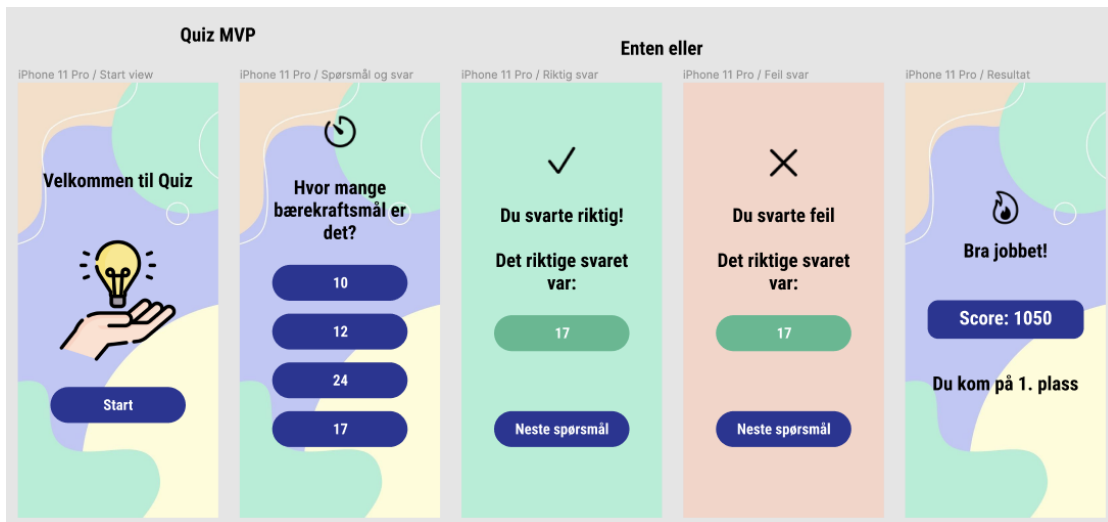 Quiz MVP
Enten eller
iPhone 11 Pro / Start view
Velkommen til Quiz
Start
iPhone 11 Pro / Spørsmål og svar
Hvor mange
bærekraftsmål er
det?
10
12
24
17
iPhone 11 Pro / Riktig svar
Du svarte riktig!
Det riktige svaret
var:
17
Neste spørsmål
iPhone 11 Pro / Feil svar
Du svarte feil
Det riktige svaret
var:
17
Neste spørsmål
iPhone 11 Pro / Resultat
Bra jobbet!
Score: 1050
Du kom på 1. plass